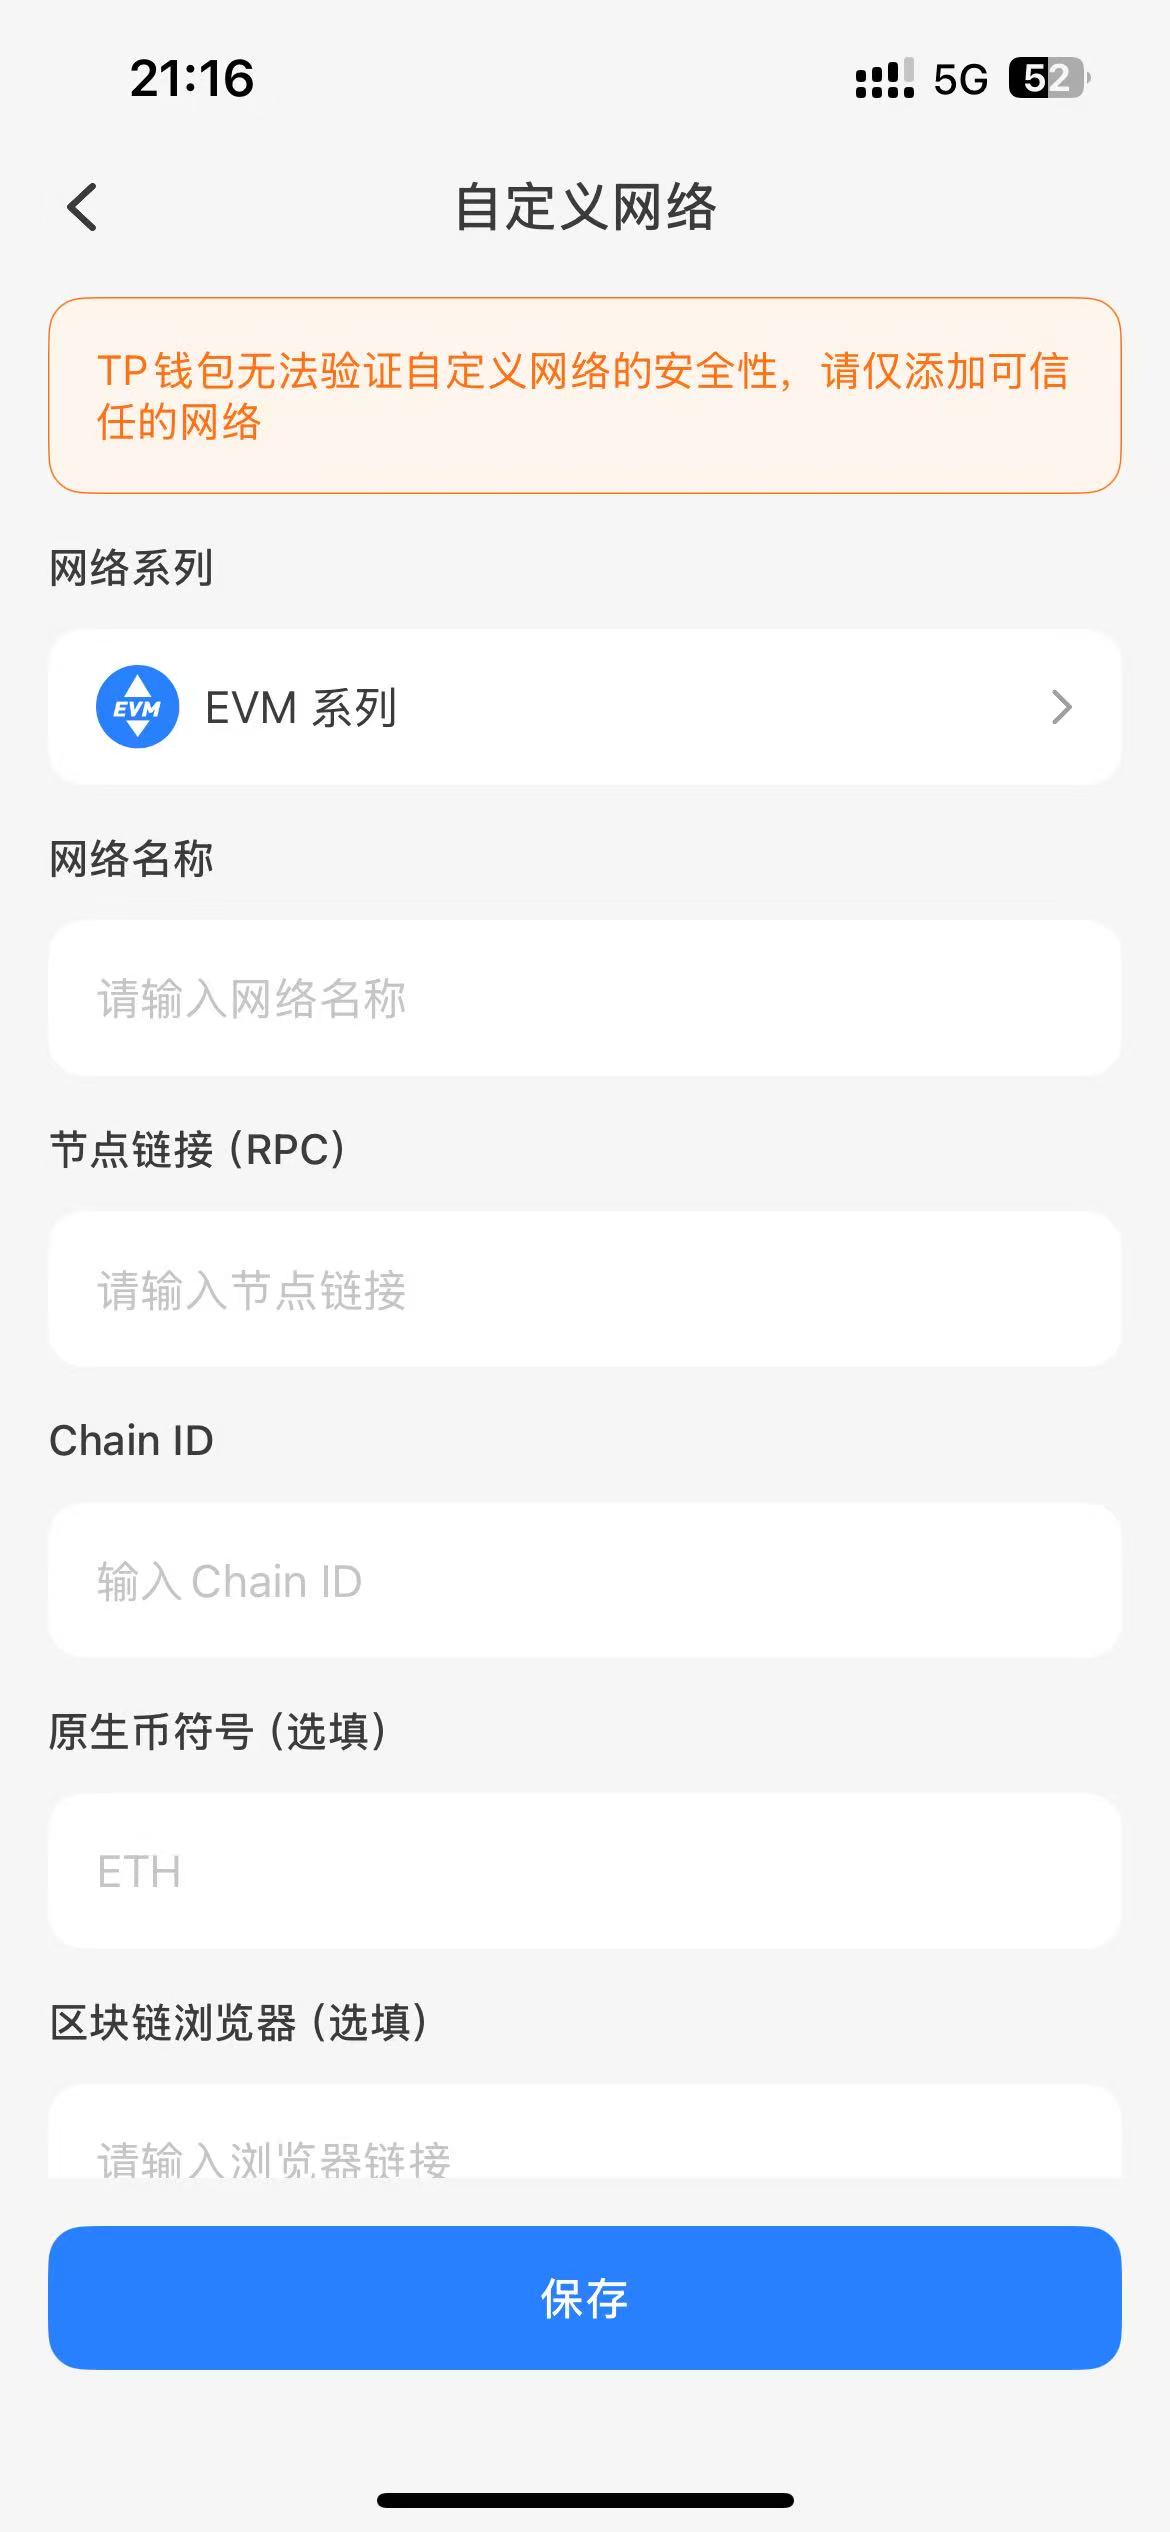 21:16
5G
52
自定义网络
TP钱包无法验证自定义网络的安全性，请仅添加可信
任的网络
网络系列
EVM
EVM 系列
网络名称
请输入网络名称
节点链接 (RPC)
请输入节点链接
Chain ID
输入 Chain ID
原生币符号 (选填)
ETH
区块链浏览器 (选填)
请输入浏览器链接
保存